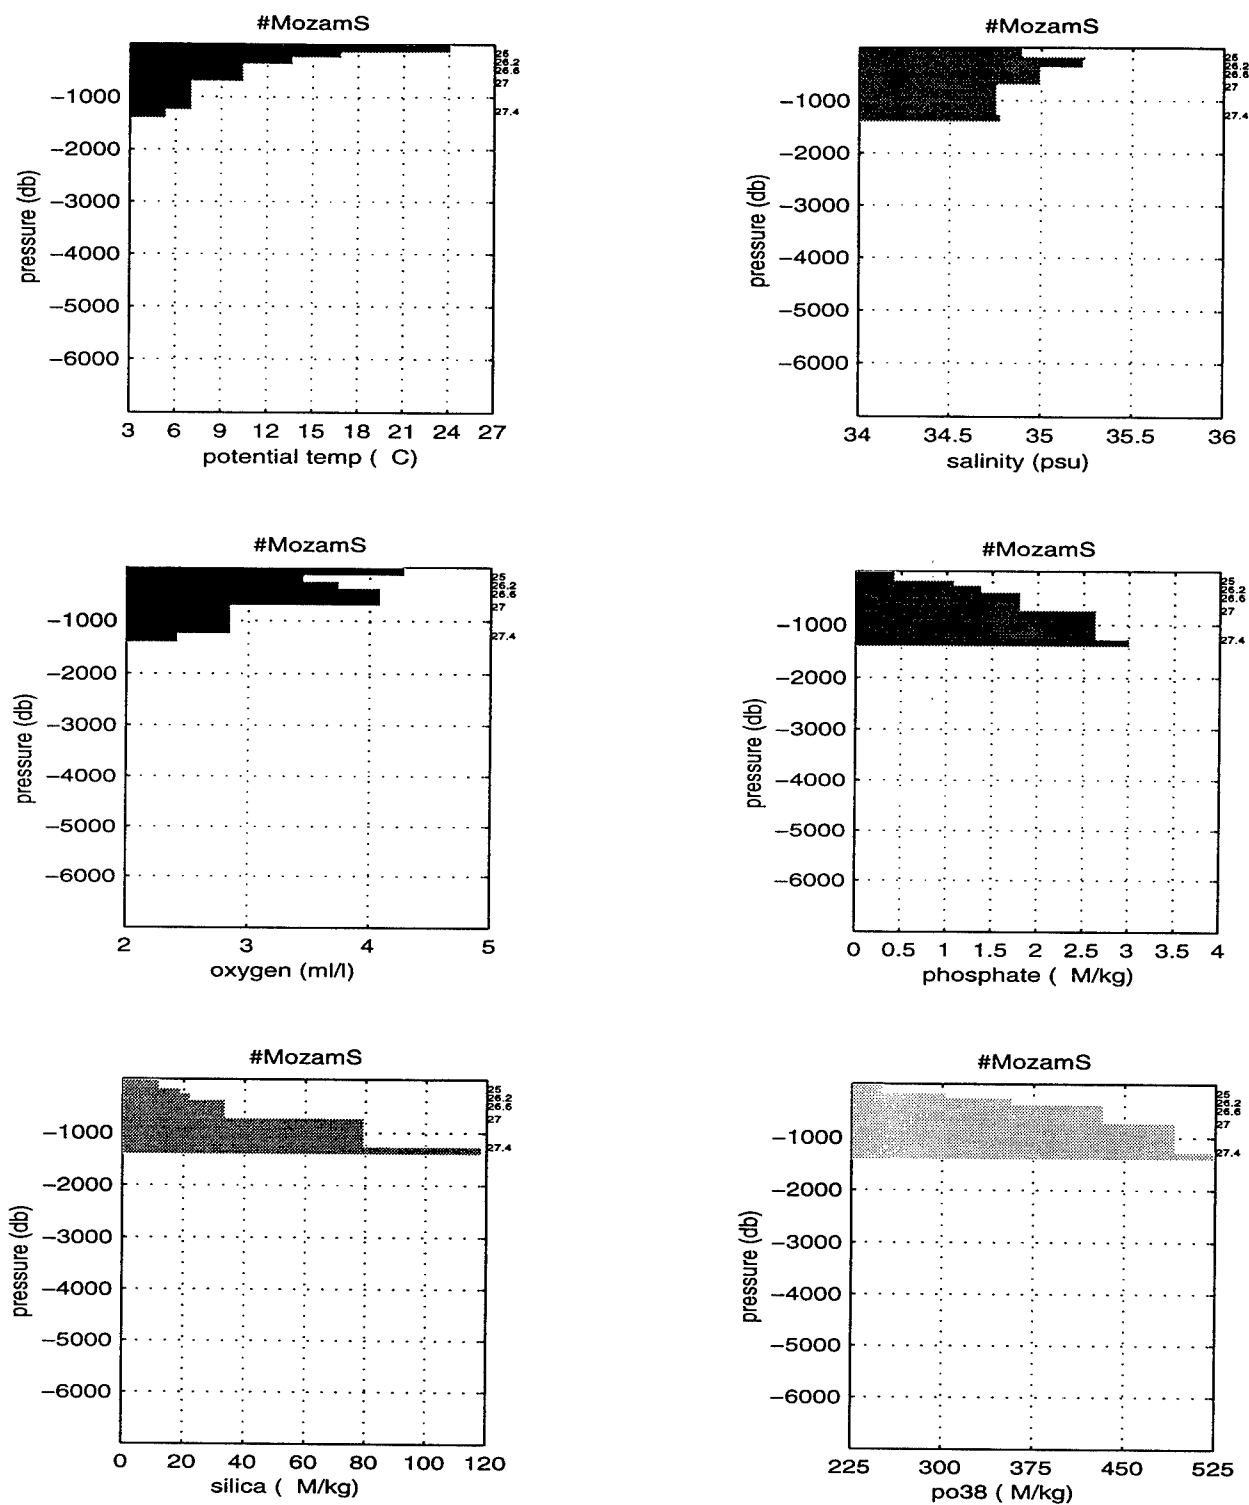 #MozamS
25
26.2
26.6
27
27.4
−1000
−2000
−3000
−4000
−5000
−6000
pressure (db)
3 6 9 12 15 18 21 24 27
potential temp ( C)
#MozamS
25
26.2
26.6
27
27.4
−1000
−2000
−3000
−4000
−5000
−6000
pressure (db)
34 34.5 35 35.5 36
salinity (psu)
#MozamS
25
26.2
26.6
27
27.4
−1000
−2000
−3000
−4000
−5000
−6000
pressure (db)
2 3 4 5
oxygen (ml/l)
#MozamS
25
26.2
26.6
27
27.4
−1000
−2000
−3000
−4000
−5000
−6000
pressure (db)
0 0.5 1 1.5 2 2.5 3 3.5 4
phosphate ( M/kg)
#MozamS
25
26.2
26.6
27
27.4
−1000
−2000
−3000
−4000
−5000
−6000
pressure (db)
0 20 40 60 80 100 120
silica ( M/kg)
#MozamS
25
26.2
26.6
27
27.4
−1000
−2000
−3000
−4000
−5000
−6000
pressure (db)
225 300 375 450 525
po38 ( M/kg)